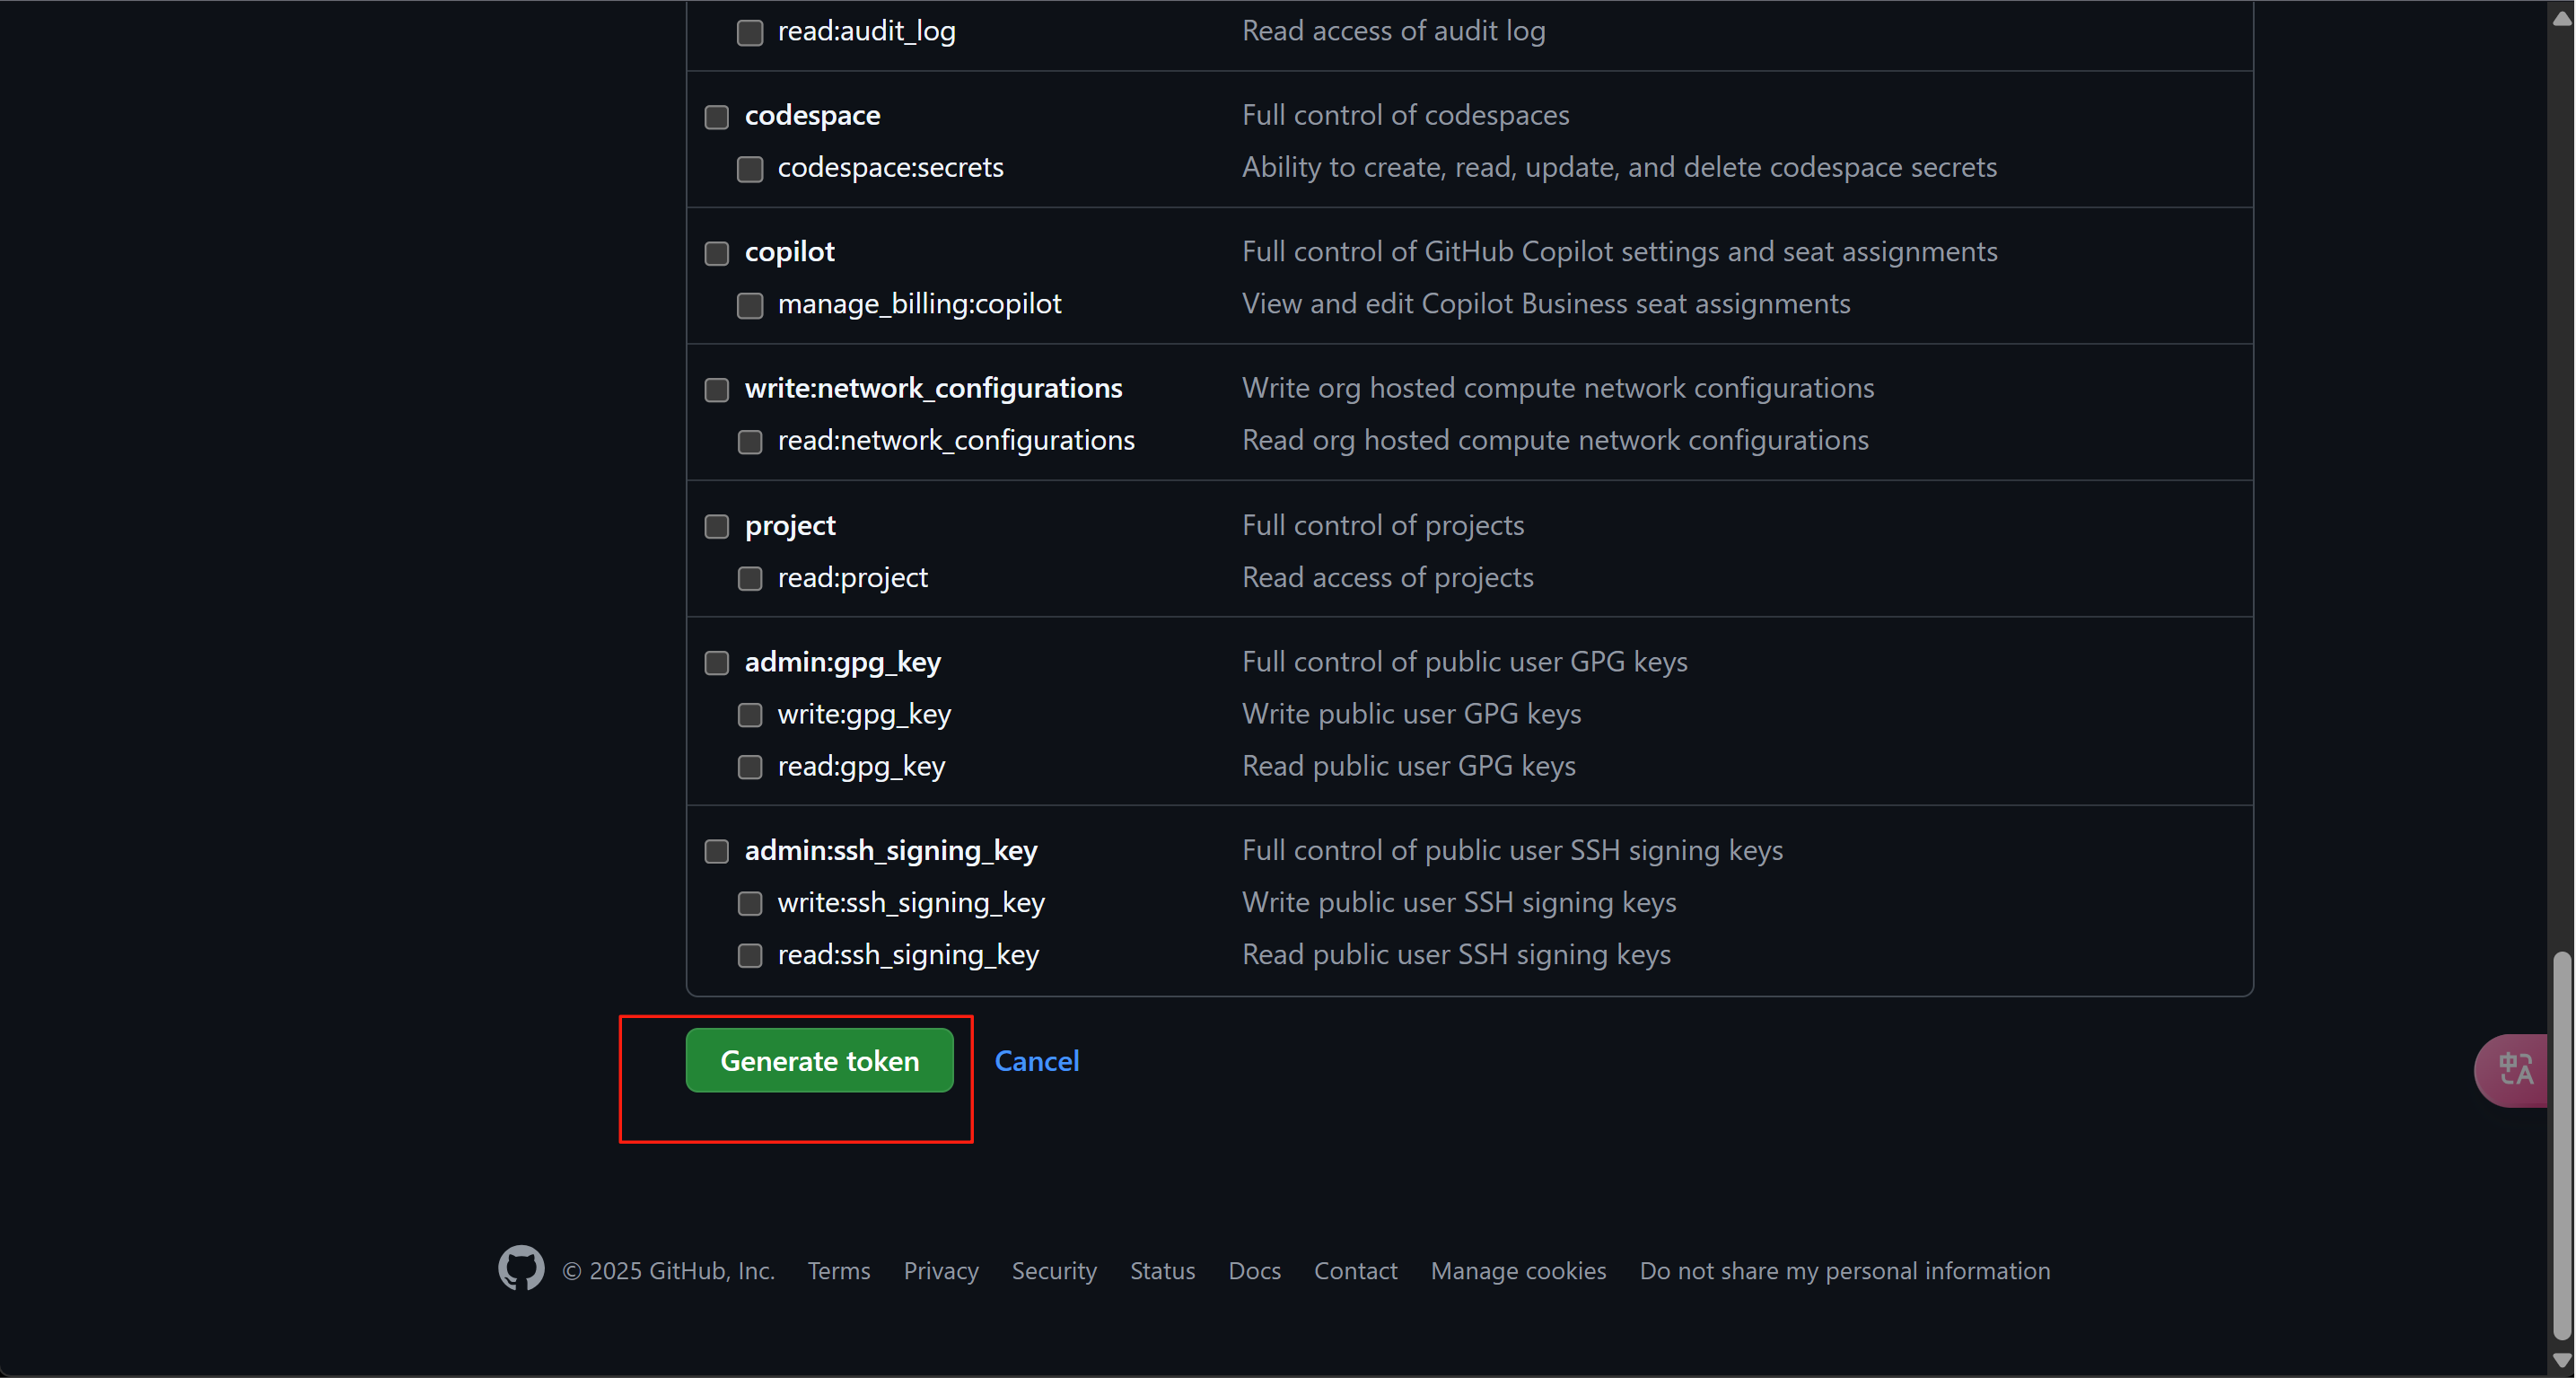 read:audit_log Read access of audit log
codespace Full control of codespaces
codespace:secrets Ability to create, read, update, and delete codespace secrets
copilot Full control of GitHub Copilot settings and seat assignments
manage_billing:copilot View and edit Copilot Business seat assignments
write:network_configurations Write org hosted compute network configurations
read:network_configurations Read org hosted compute network configurations
project Full control of projects
read:project Read access of projects
admin:gpg_key Full control of public user GPG keys
write:gpg_key Write public user GPG keys
read:gpg_key Read public user GPG keys
admin:ssh_signing_key Full control of public user SSH signing keys
write:ssh_signing_key Write public user SSH signing keys
read:ssh_signing_key Read public user SSH signing keys
Generate token Cancel
中A
© 2025 GitHub, Inc. Terms Privacy Security Status Docs Contact Manage cookies Do not share my personal information